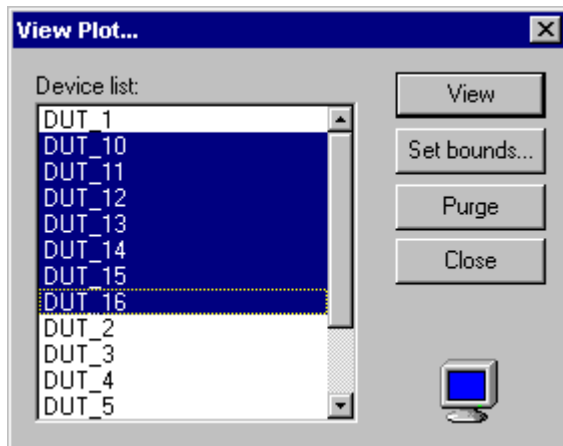 View Plot...
Device list:
DUT_1
DUT_10
DUT_11
DUT_12
DUT_13
DUT_14
DUT_15
DUT_16
DUT_2
DUT_3
DUT_4
DUT_5
View
Set bounds...
Purge
Close